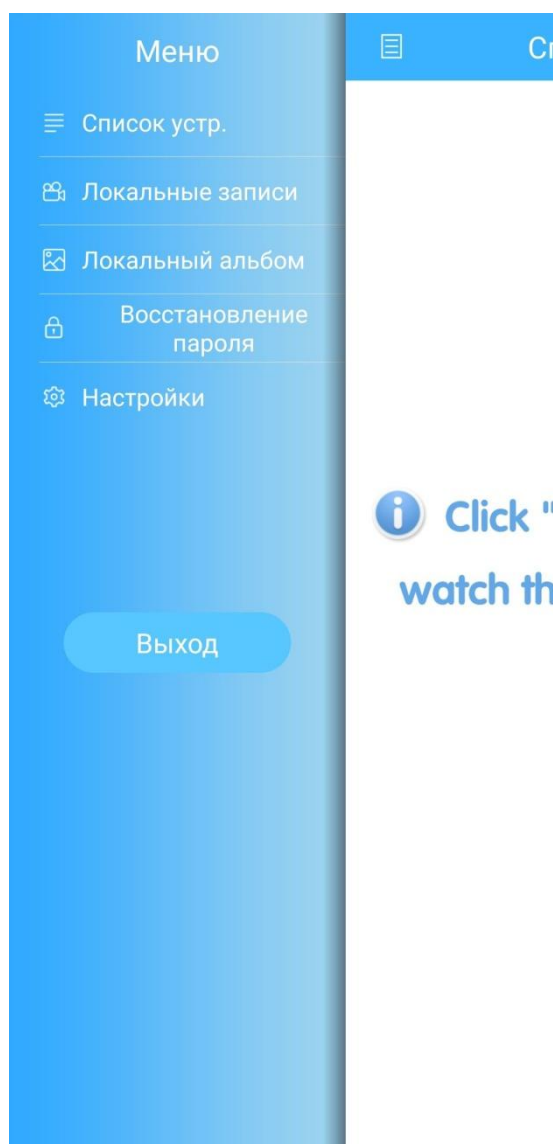 Меню
Список устр.
Локальные записи
Локальный альбом
Восстановление
пароля
Настройки
Выход
Click "
watch th